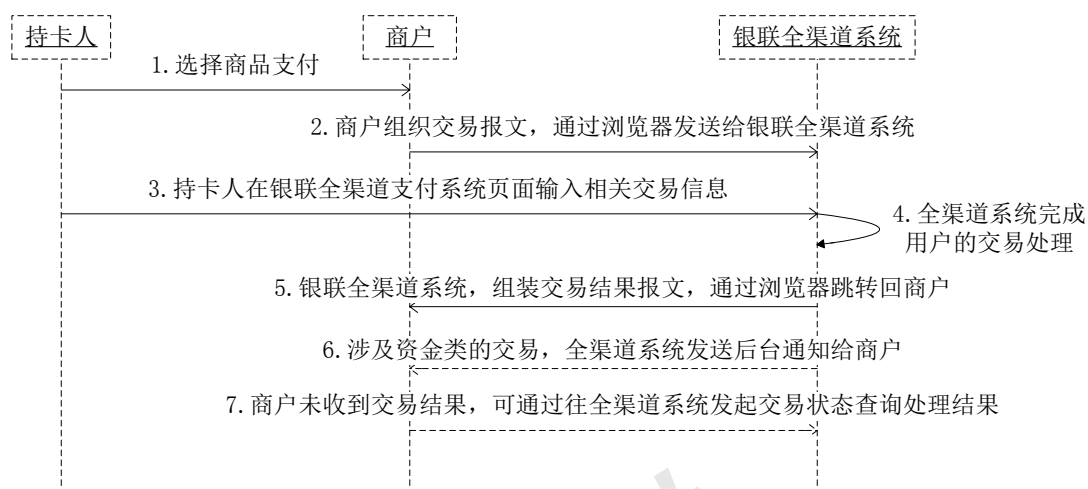 持卡人
商户
银联全渠道系统
1.选择商品支付
2.商户组织交易报文，通过浏览器发送给银联全渠道系统
3.持卡人在银联全渠道支付系统页面输入相关交易信息
4.全渠道系统完成
用户的交易处理
5.银联全渠道系统，组装交易结果报文，通过浏览器跳转回商户
6.涉及资金类的交易，全渠道系统发送后台通知给商户
7.商户未收到交易结果，可通过往全渠道系统发起交易状态查询处理结果